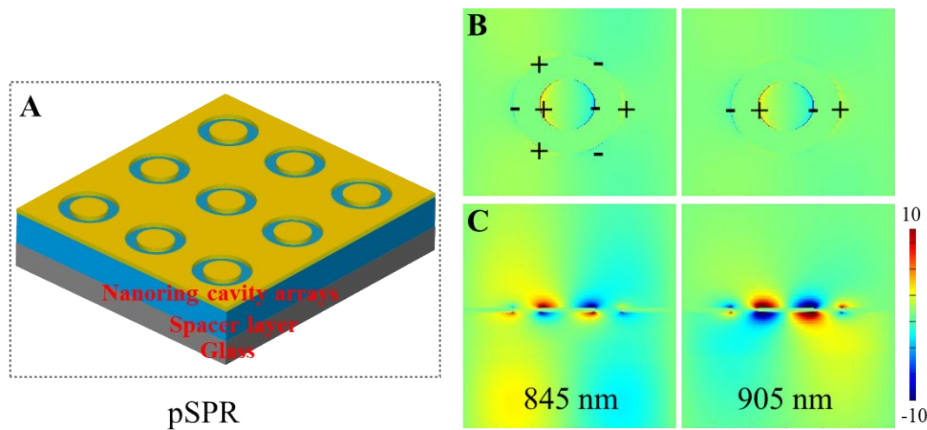 A
Nanoring cavity arrays
Spacer layer
Glass
pSPR
B
+ -
- + - +
+ -
- + - +
C
845 nm
905 nm
10
-10